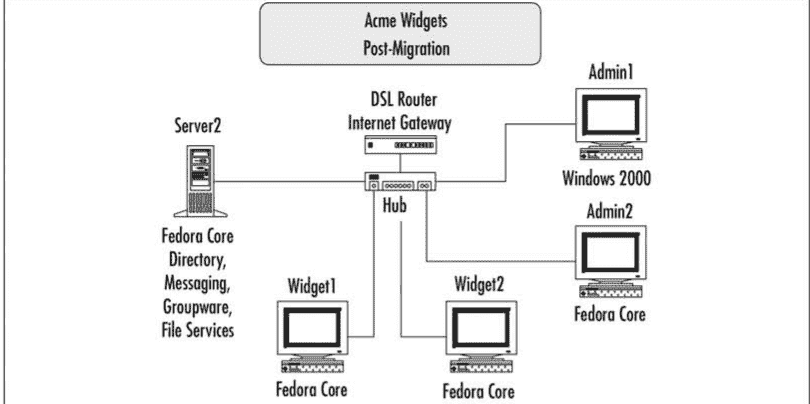 Acme Widgets
Post-Migration
DSL Router
Internet Gateway
Hub
Server2
Fedora Core
Directory,
Messaging,
Groupware,
File Services
Widget1
Fedora Core
Widget2
Fedora Core
Admin1
Windows 2000
Admin2
Fedora Core